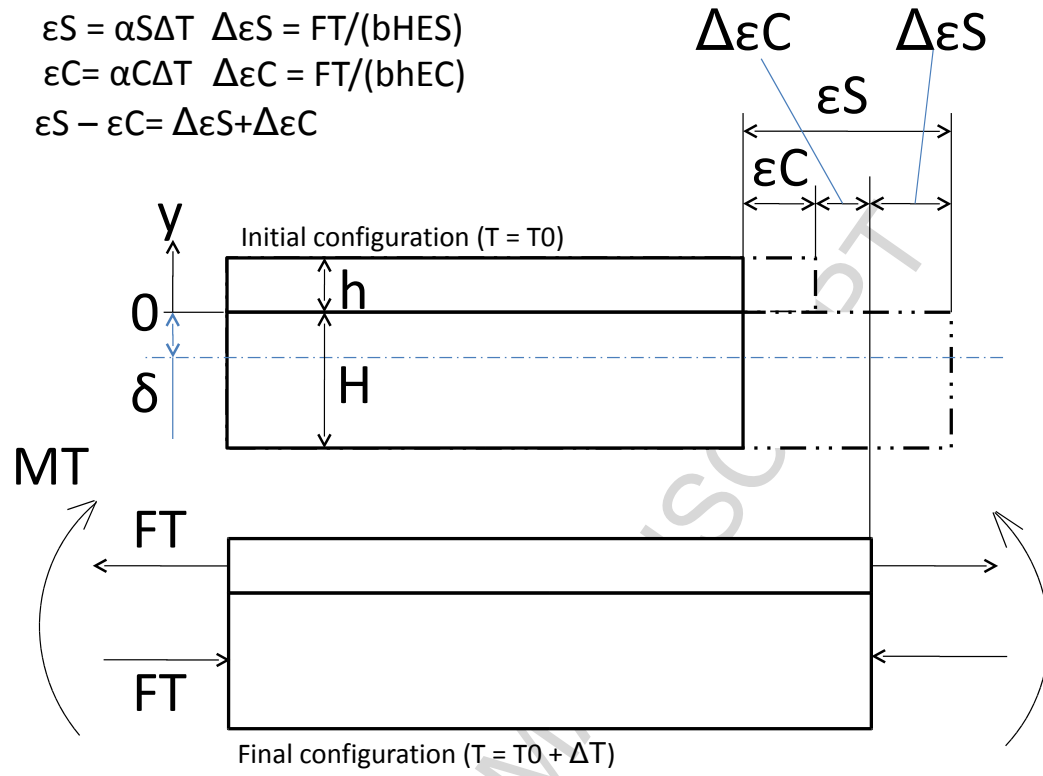 εS = αSΔT ΔεS = FT/(bHES)
εC= αCΔT ΔεC = FT/(bhEC)
εS – εC= ΔεS+ΔεC
ΔεC ΔεS
εS
εC
y
Initial configuration (T = T0)
h
0
H
δ
MT
FT
FT
Final configuration (T = T0 + ΔT)